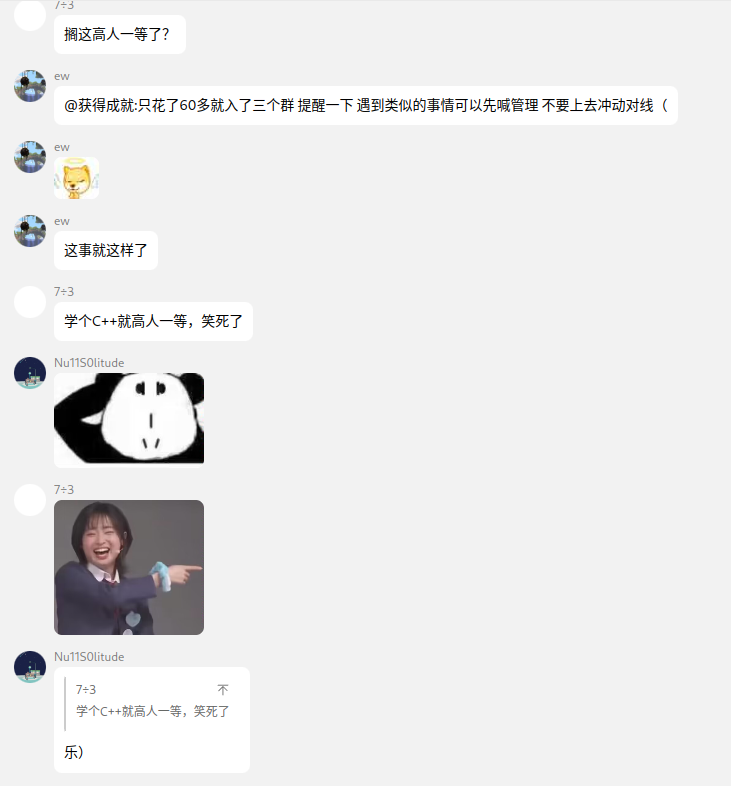 7÷3
搁这高人一等了？
ew
@获得成就:只花了60多就入了三个群 提醒一下 遇到类似的事情可以先喊管理 不要上去冲动对线（
ew
ew
这事就这样了
7÷3
学个C++就高人一等，笑死了
Nu11S0litude
7÷3
Nu11S0litude
7÷3 不
学个C++就高人一等，笑死了
乐）